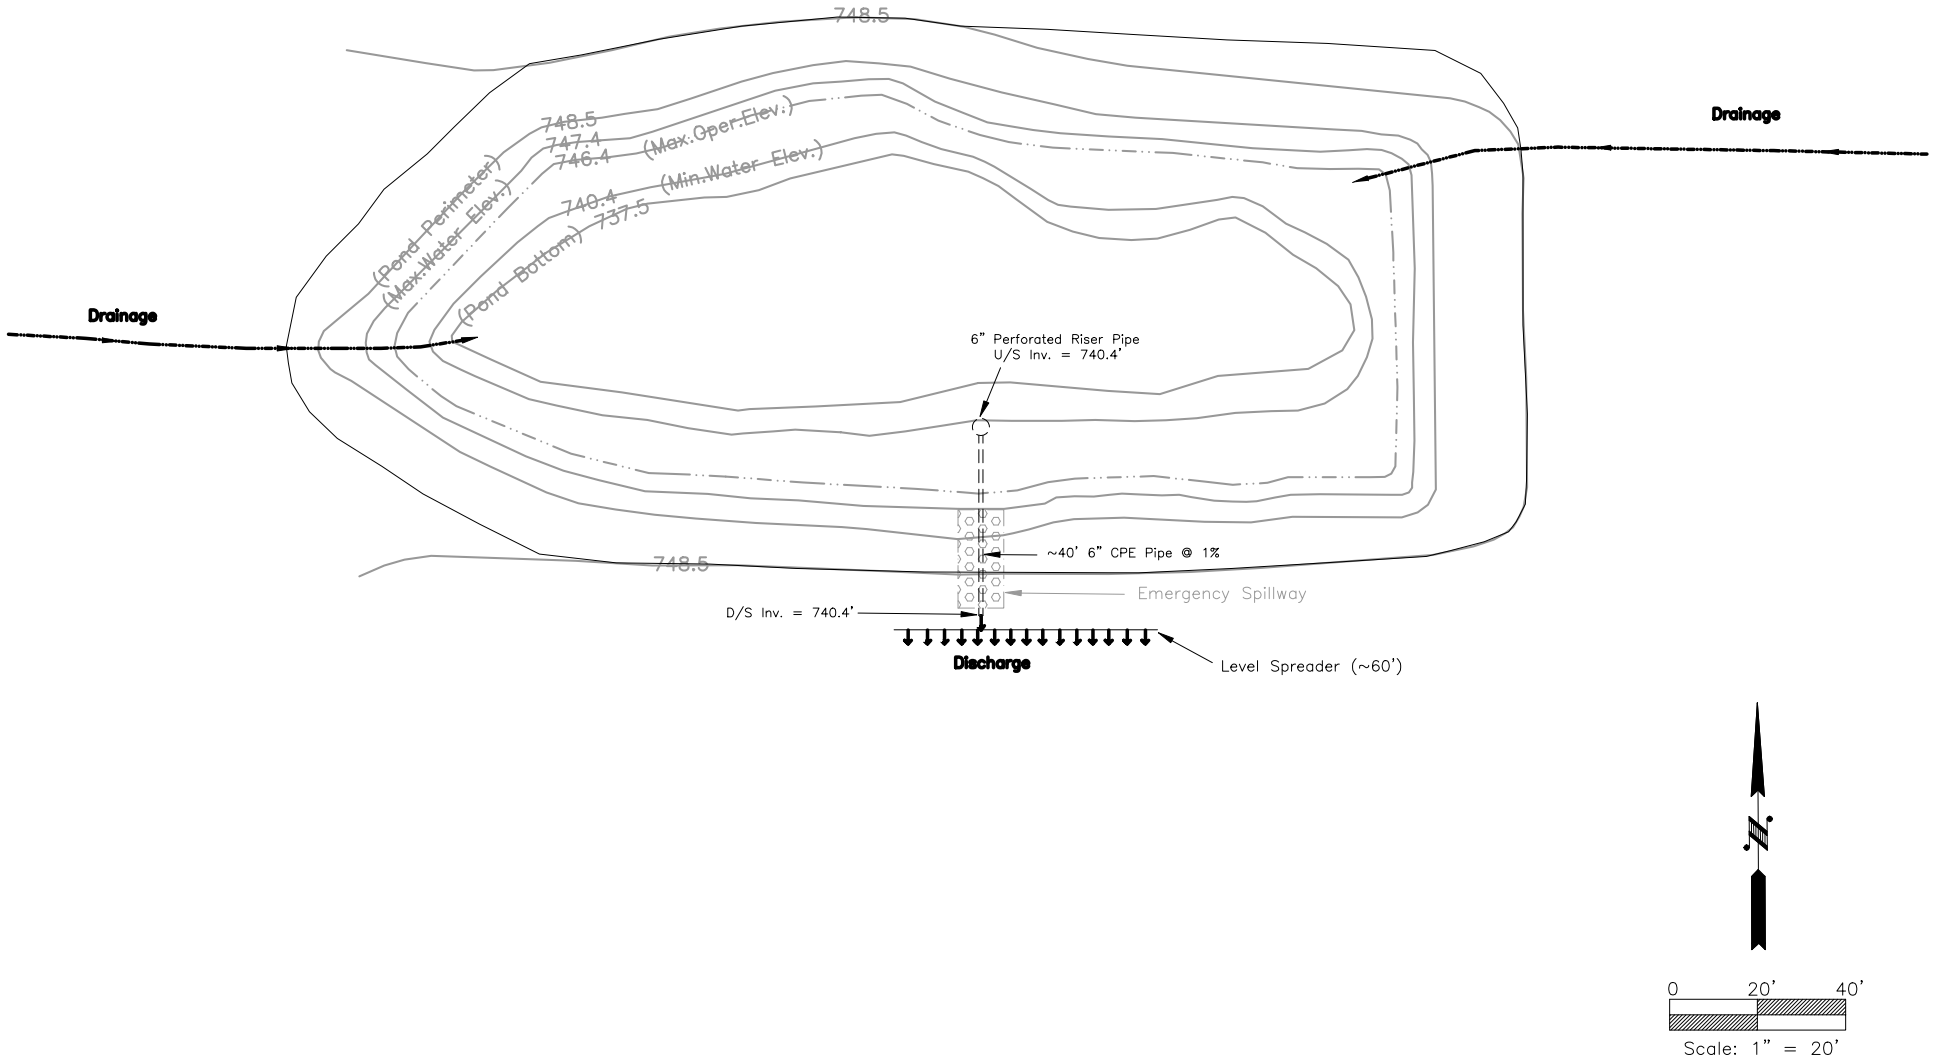 748.5
Drainage
748.5
747.4
746.4
(Max.Oper.Elev.)
(Min.Water Elev.)
740.4
737.5
(Pond Perimeter)
(Max.Water Elev.)
(Pond Bottom)
Drainage
6" Perforated Riser Pipe
U/S Inv. = 740.4'
~40' 6" CPE Pipe @ 1%
748.5
Emergency Spillway
D/S Inv. = 740.4'
Discharge
Level Spreader (~60')
N
0 20' 40'
Scale: 1" = 20'